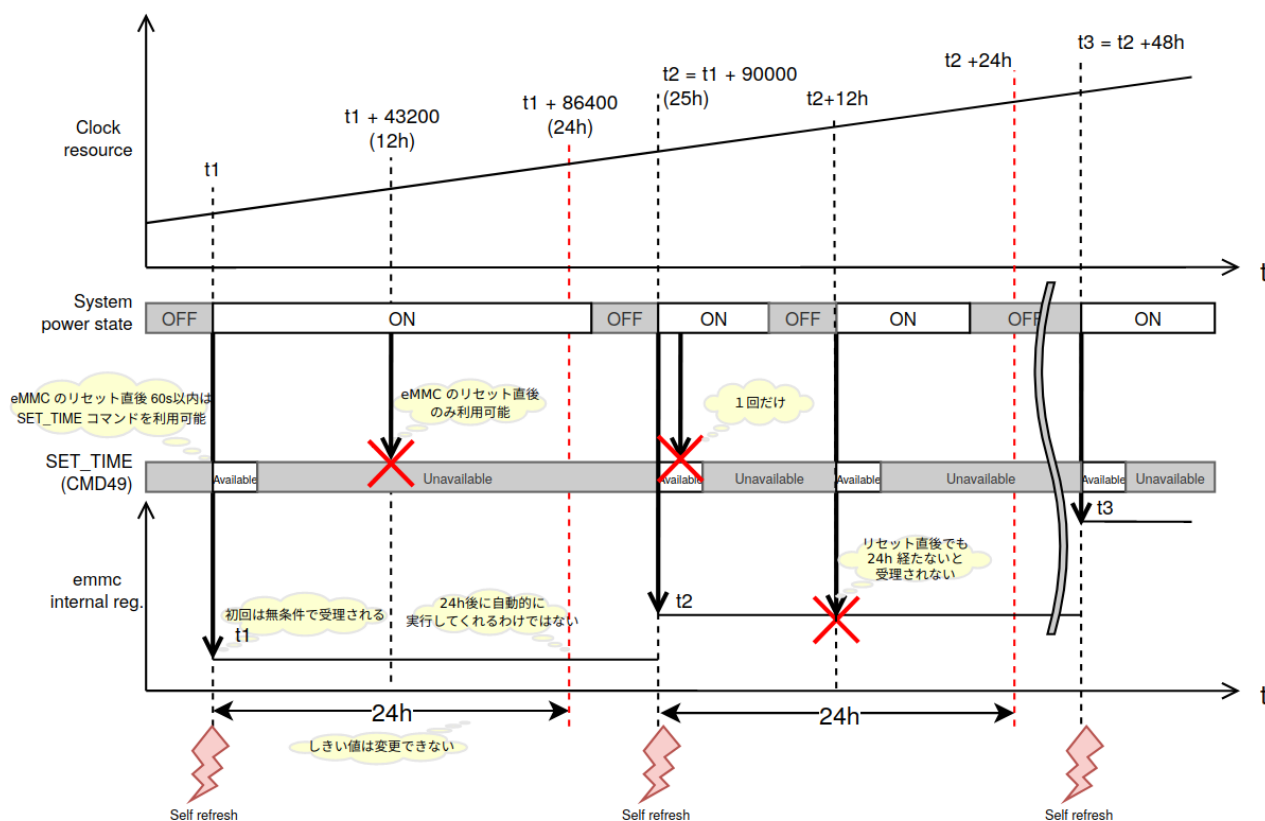 t3 = t2 +48h
t2 +24h
t2 = t1 + 90000
(25h)
t2+12h
t1 + 86400
(24h)
t1 + 43200
(12h)
t1
Clock
resource
t
System
power state
OFF
ON
OFF
ON
OFF
ON
OFF
ON
eMMC のリセット直後 60s以内は
SET_TIME コマンドを利用可能
eMMC のリセット直後
のみ利用可能
１回だけ
SET_TIME
(CMD49)
Available
Unavailable
Available
Unavailable
Available
Unavailable
Available
Unavailable
t3
リセット直後でも
24h 経たないと
受理されない
emmc
internal reg.
初回は無条件で受理される
t1
24h後に自動的に
実行してくれるわけではない
t2
t
24h
24h
しきい値は変更できない
Self refresh
Self refresh
Self refresh